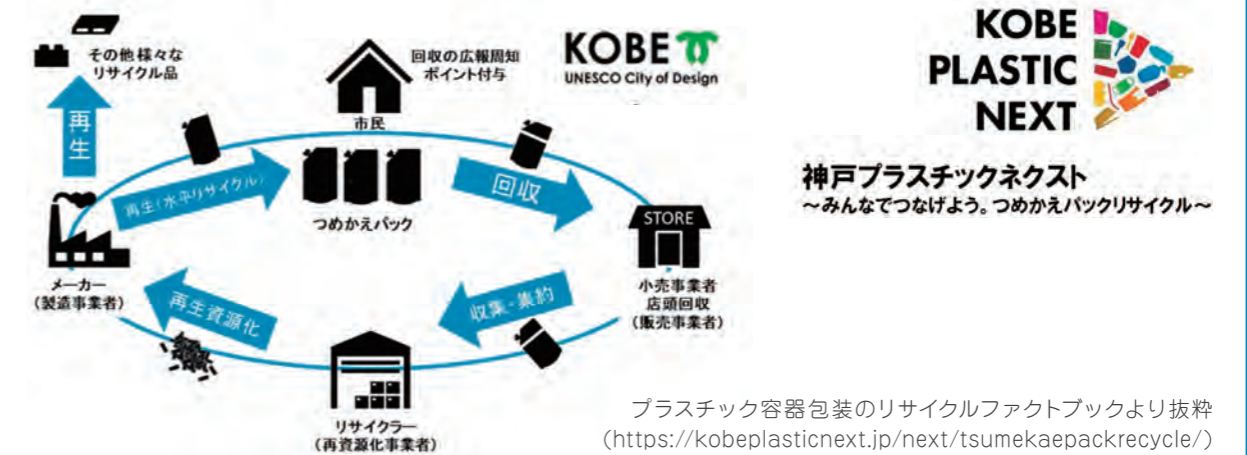 その他様々な
リサイクル品
再生
メーカー
(製造事業者)
再生(水平リサイクル)
市民
つめかえパック
回収の広報周知
ポイント付与
KOBE
UNESCO City of Design
回収
STORE
小売事業者
店頭回収
(販売事業者)
収集・集約
リサイクラー
(再資源化事業者)
再生資源化
KOBE
PLASTIC
NEXT
神戸プラスチックネクスト
～みんなでつなげよう。つめかえパックリサイクル～
プラスチック容器包装のリサイクルファクトブックより抜粋
(https://kobeplasticnext.jp/next/tsumekaepackrecycle/)